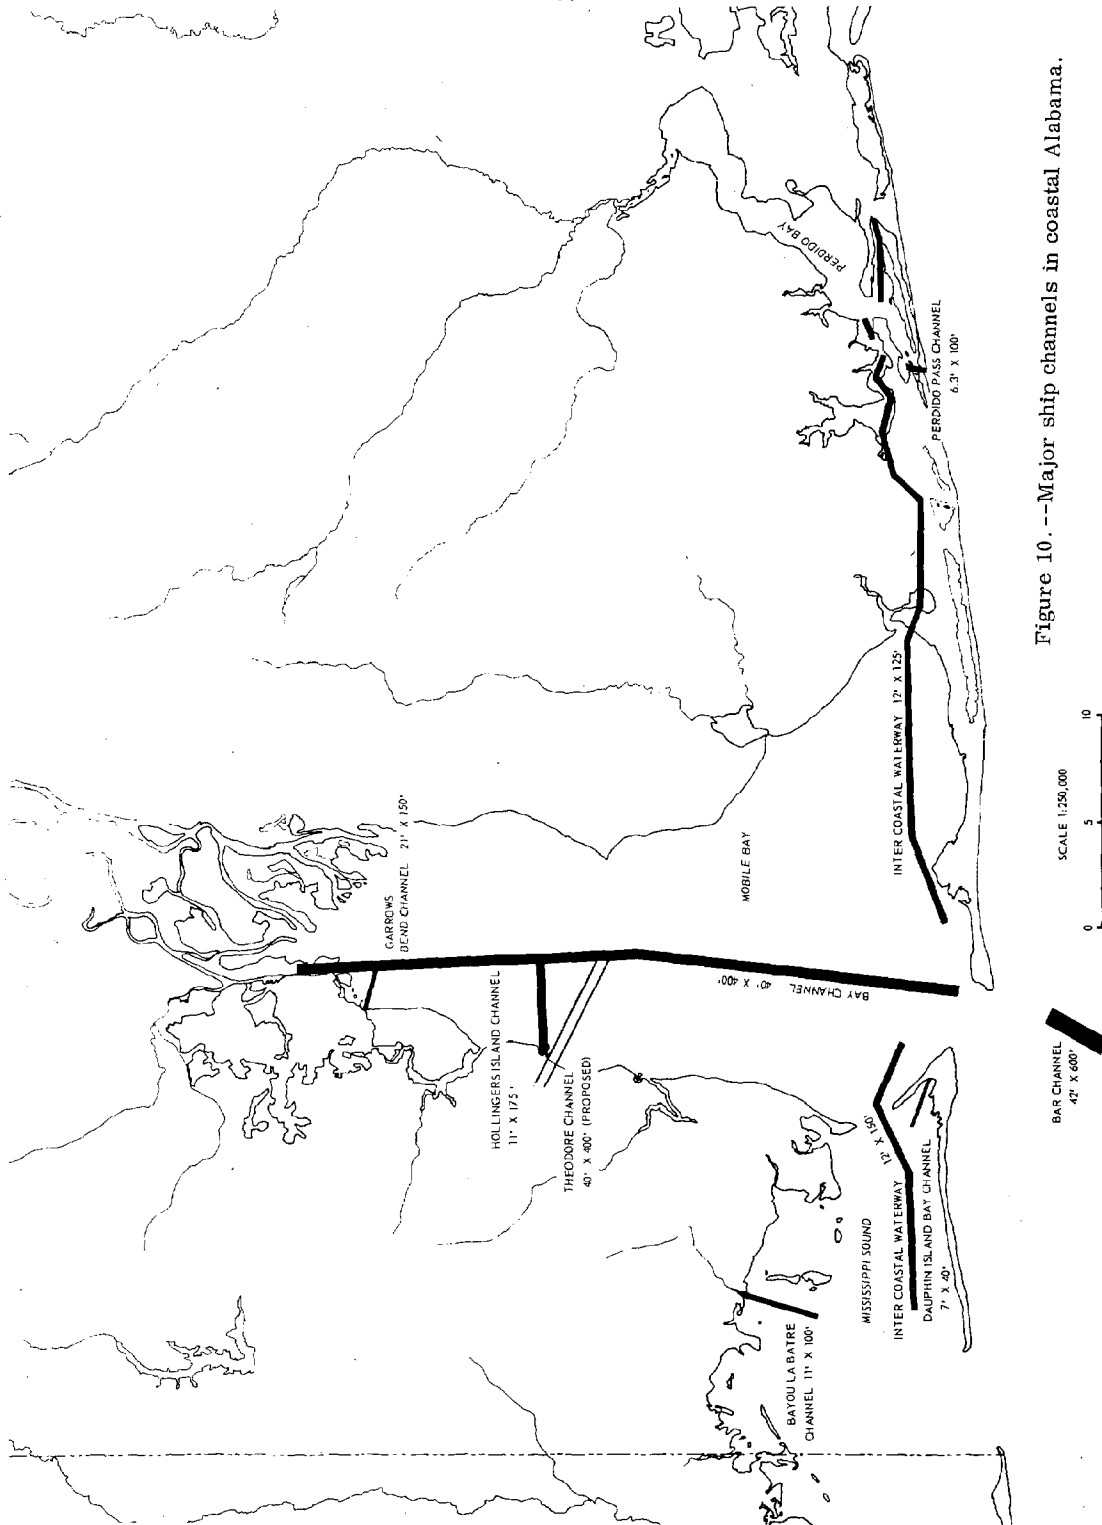 GARROWS
BEND CHANNEL 21' X 150'
HOLLINGERS ISLAND CHANNEL
11' X 175'
THEODORE CHANNEL
40' X 400' (PROPOSED)
MOBILE BAY
BAY CHANNEL 40' X 400'
PERDIDO BAY
PERDIDO PASS CHANNEL
6.3' X 100'
INTER COASTAL WATERWAY 12' X 125'
BAYOU LA BATRE
CHANNEL 11' X 100'
MISSISSIPPI SOUND
12' X 150'
INTER COASTAL WATERWAY
DAUPHIN ISLAND BAY CHANNEL
7' X 40'
BAR CHANNEL
42' X 600'
SCALE 1:250,000
0 5 10
Figure 10. --Major ship channels in coastal Alabama.